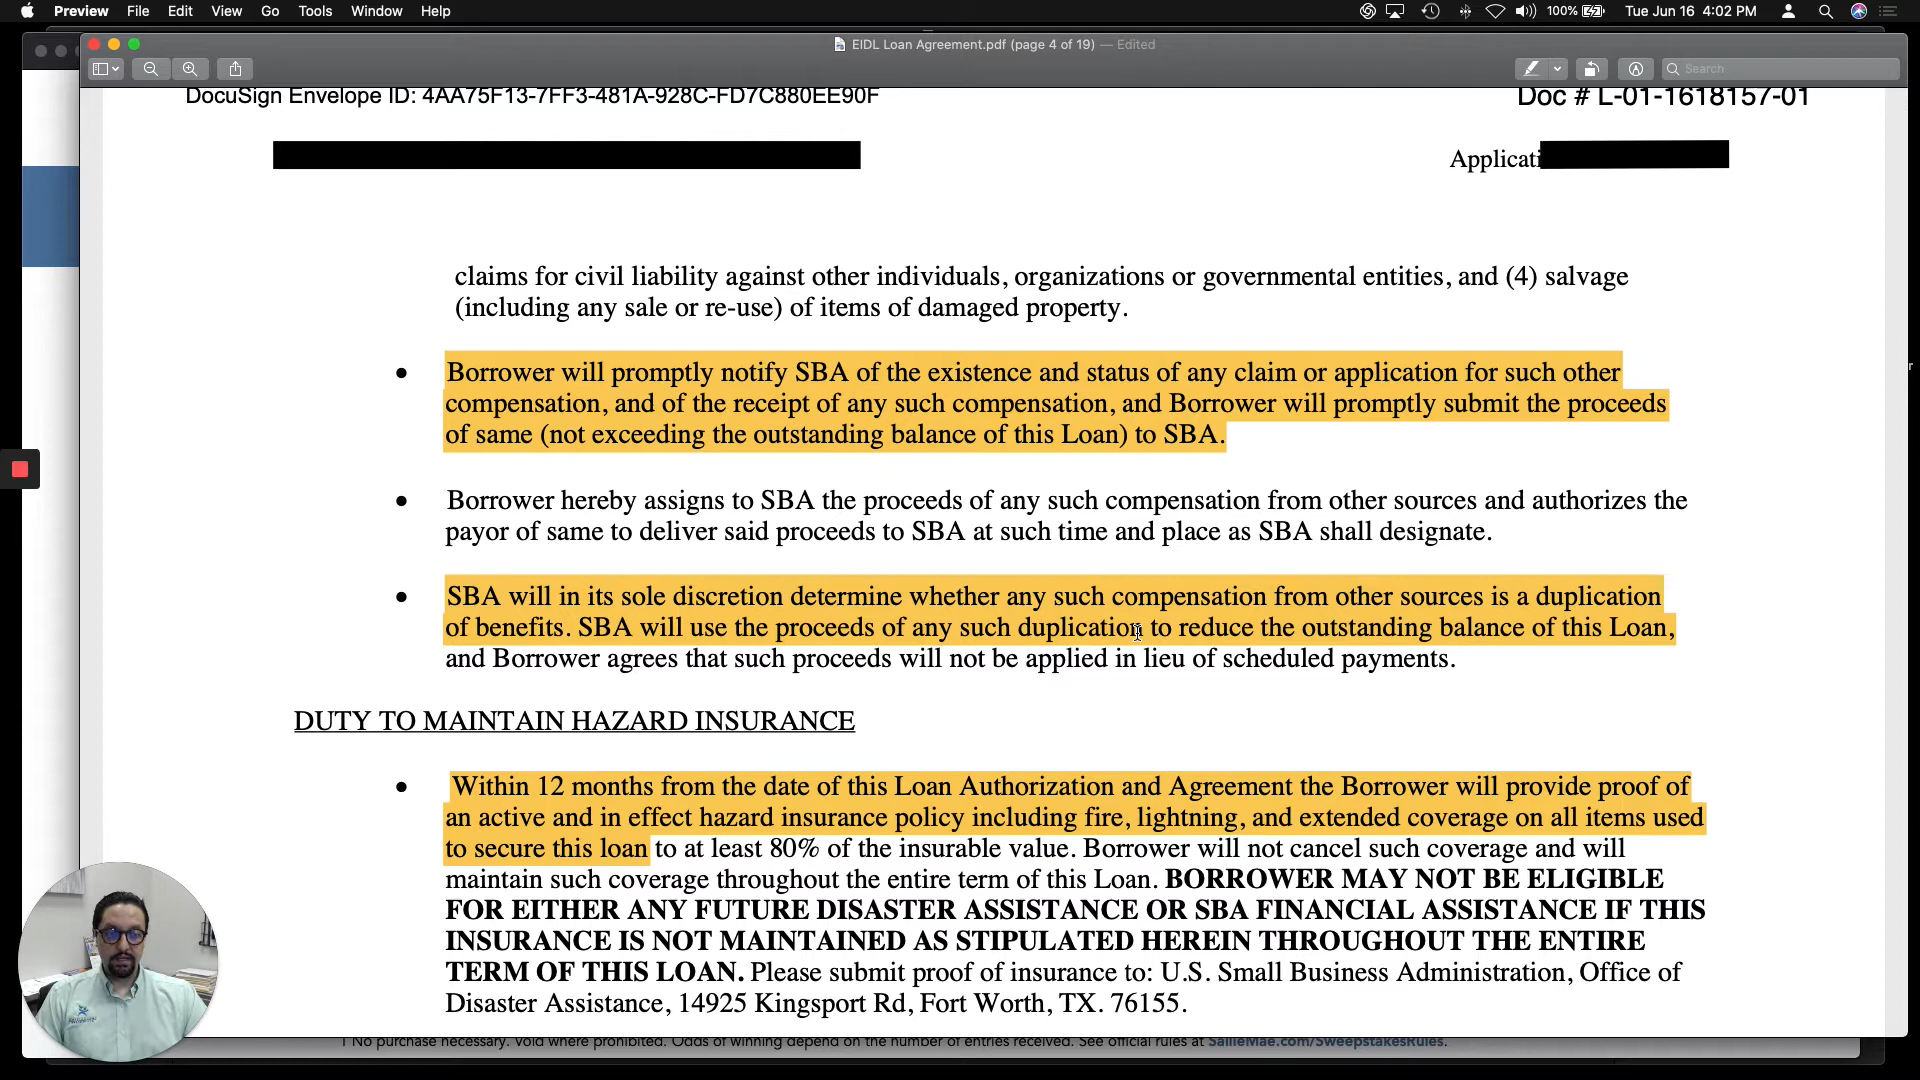 Preview File Edit View Go Tools Window Help
100% Tue Jun 16 4:02 PM
EIDL Loan Agreement.pdf (page 4 of 19) — Edited
Search
DocuSign Envelope ID: 4AA75F13-7FF3-481A-928C-FD7C880EE90F
Doc # L-01-1618157-01
Applicati
claims for civil liability against other individuals, organizations or governmental entities, and (4) salvage
(including any sale or re-use) of items of damaged property.
• Borrower will promptly notify SBA of the existence and status of any claim or application for such other
compensation, and of the receipt of any such compensation, and Borrower will promptly submit the proceeds
of same (not exceeding the outstanding balance of this Loan) to SBA.
• Borrower hereby assigns to SBA the proceeds of any such compensation from other sources and authorizes the
payor of same to deliver said proceeds to SBA at such time and place as SBA shall designate.
• SBA will in its sole discretion determine whether any such compensation from other sources is a duplication
of benefits. SBA will use the proceeds of any such duplication to reduce the outstanding balance of this Loan,
and Borrower agrees that such proceeds will not be applied in lieu of scheduled payments.
DUTY TO MAINTAIN HAZARD INSURANCE
• Within 12 months from the date of this Loan Authorization and Agreement the Borrower will provide proof of
an active and in effect hazard insurance policy including fire, lightning, and extended coverage on all items used
to secure this loan to at least 80% of the insurable value. Borrower will not cancel such coverage and will
maintain such coverage throughout the entire term of this Loan. BORROWER MAY NOT BE ELIGIBLE
FOR EITHER ANY FUTURE DISASTER ASSISTANCE OR SBA FINANCIAL ASSISTANCE IF THIS
INSURANCE IS NOT MAINTAINED AS STIPULATED HEREIN THROUGHOUT THE ENTIRE
TERM OF THIS LOAN. Please submit proof of insurance to: U.S. Small Business Administration, Office of
Disaster Assistance, 14925 Kingsport Rd, Fort Worth, TX. 76155.
1 No purchase necessary. Void where prohibited. Odds of winning depend on the number of entries received. See official rules at SallieMae.com/SweepstakesRules.